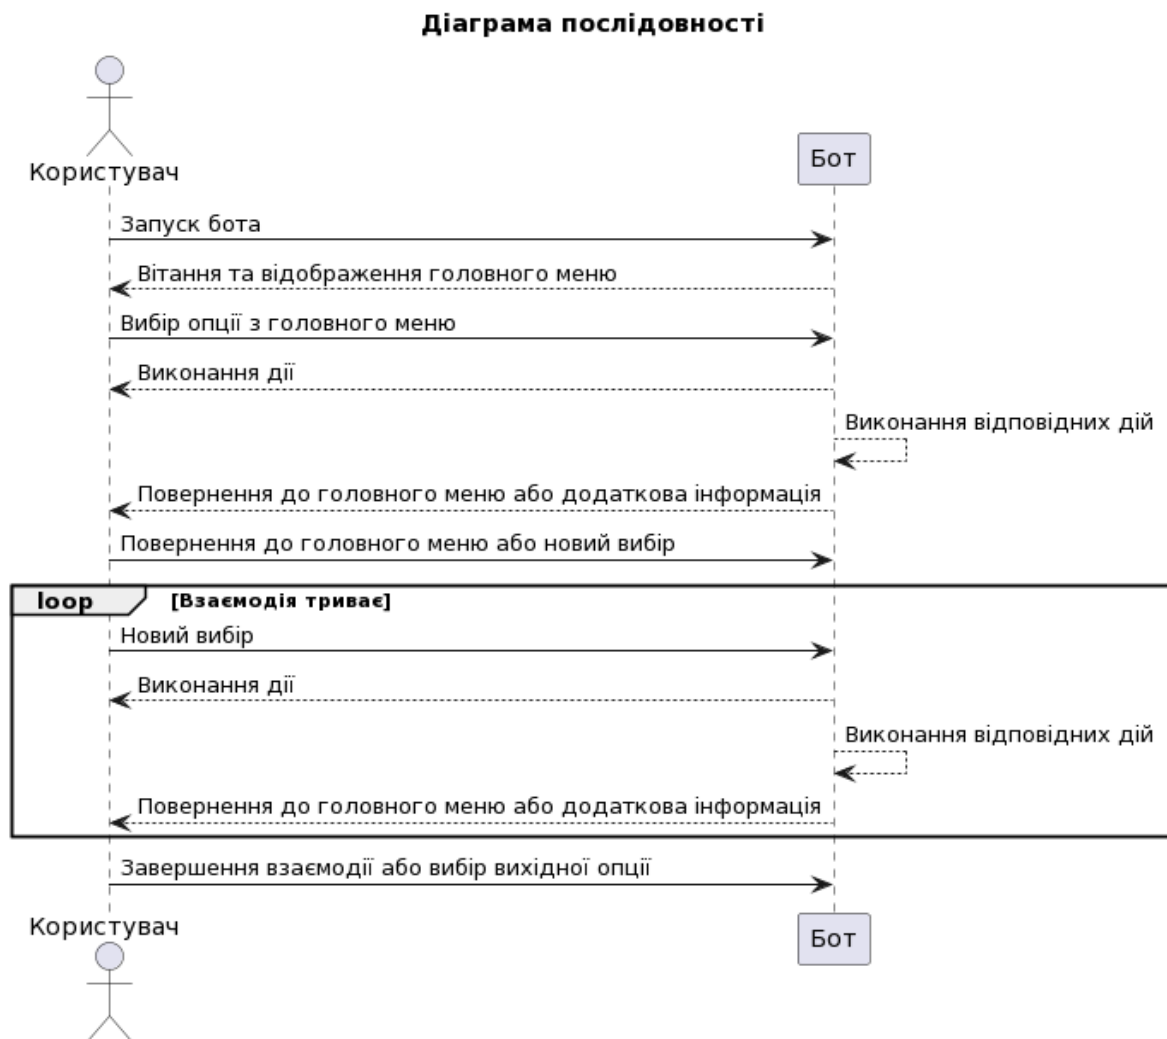 Діаграма послідовності
Користувач
Бот
Запуск бота
Вітання та відображення головного меню
Вибір опції з головного меню
Виконання дії
Виконання відповідних дій
Повернення до головного меню або додаткова інформація
Повернення до головного меню або новий вибір
loop [Взаємодія триває]
Новий вибір
Виконання дії
Виконання відповідних дій
Повернення до головного меню або додаткова інформація
Завершення взаємодії або вибір вихідної опції
Користувач
Бот